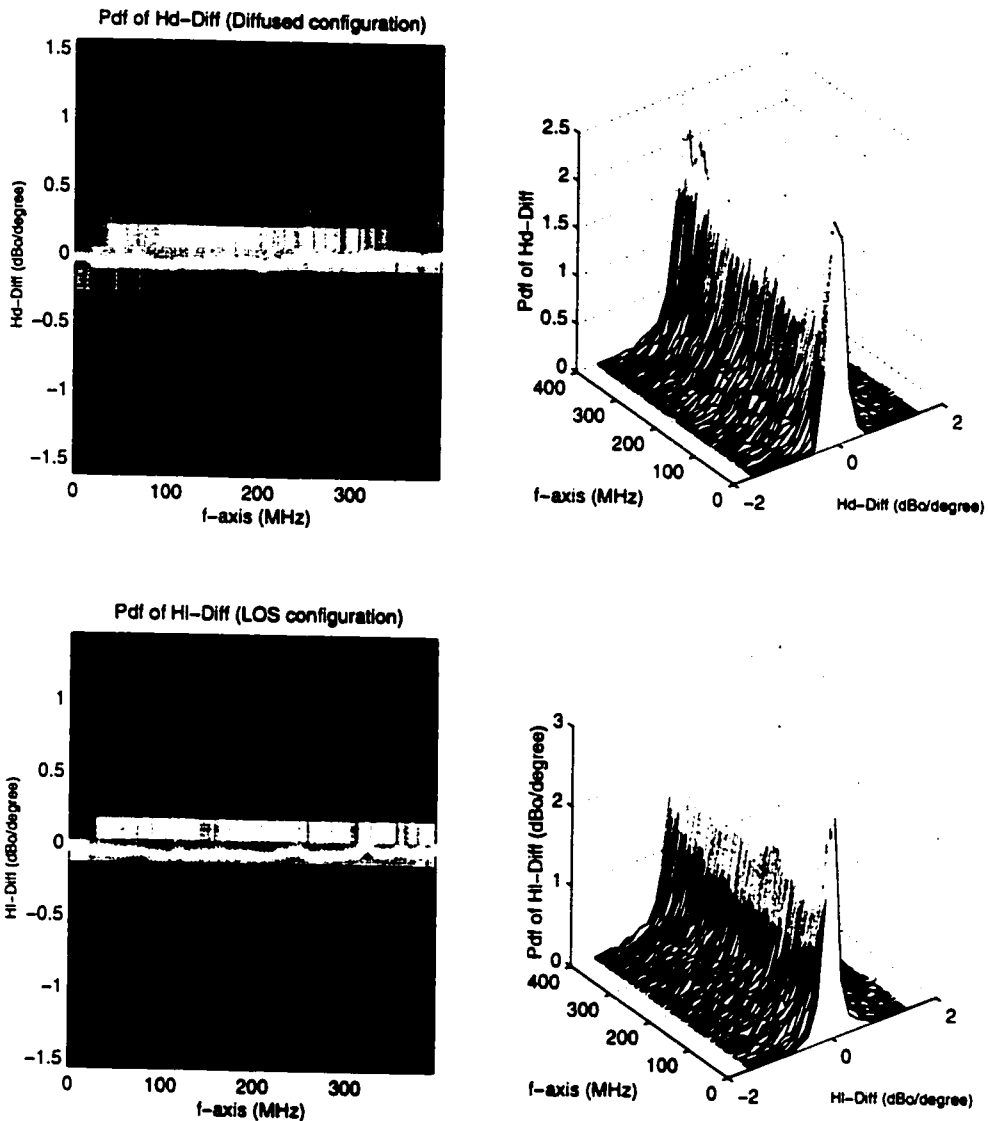 Pdf of Hd-Diff (Diffused configuration)
1.5
1
0.5
0
-0.5
-1
-1.5
Hd-Diff (dBo/degree)
0 100 200 300
f-axis (MHz)
2.5
2
1.5
1
0.5
0
Pdf of Hd-Diff
400
300
200
100
0
f-axis (MHz)
-2
0
2
Hd-Diff (dBo/degree)
Pdf of Hl-Diff (LOS configuration)
1
0.5
0
-0.5
-1
-1.5
Hl-Diff (dBo/degree)
0 100 200 300
f-axis (MHz)
3
2
1
0
Pdf of Hl-Diff (dBo/degree)
400
300
200
100
0
f-axis (MHz)
-2
0
2
Hl-Diff (dBo/degree)